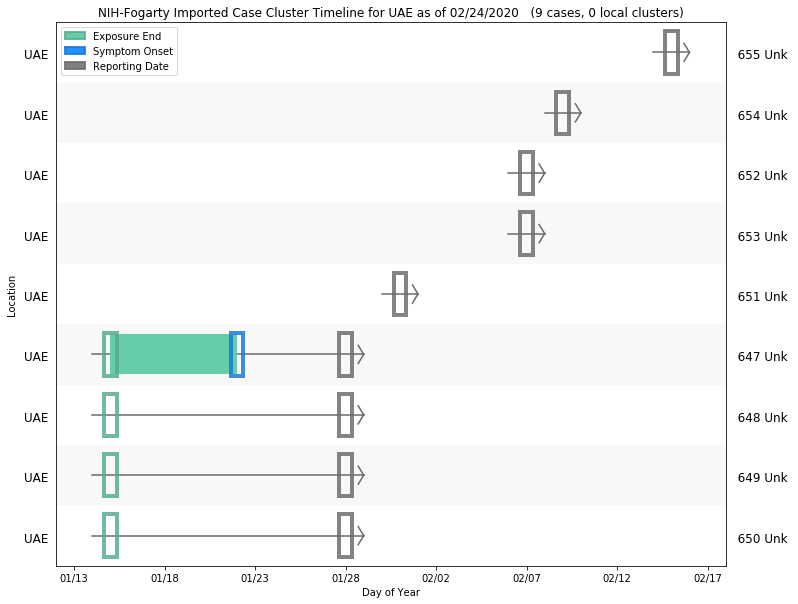 NIH-Fogarty Imported Case Cluster Timeline for UAE as of 02/24/2020   (9 cases, 0 local clusters)
Exposure End
Symptom Onset
Reporting Date
UAE 655 Unk
UAE 654 Unk
UAE 652 Unk
UAE 653 Unk
UAE 651 Unk
UAE 647 Unk
UAE 648 Unk
UAE 649 Unk
UAE 650 Unk
Location
01/13 01/18 01/23 01/28 02/02 02/07 02/12 02/17
Day of Year